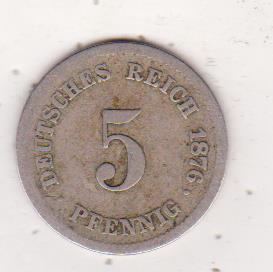 DEUTSCHES REICH 1876.
5
PFENNIG